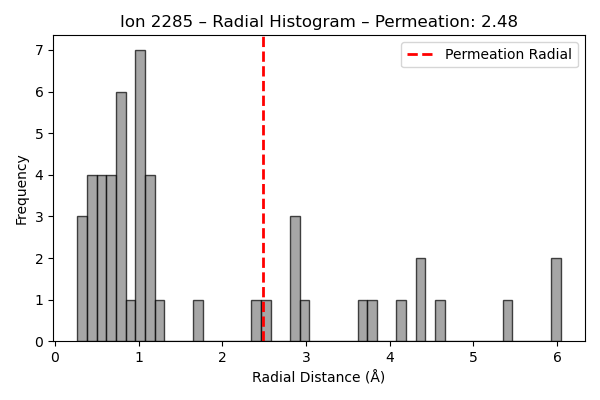 Ion 2285 – Radial Histogram – Permeation: 2.48
Permeation Radial
Frequency
7
6
5
4
3
2
1
0
0 1 2 3 4 5 6
Radial Distance (Å)